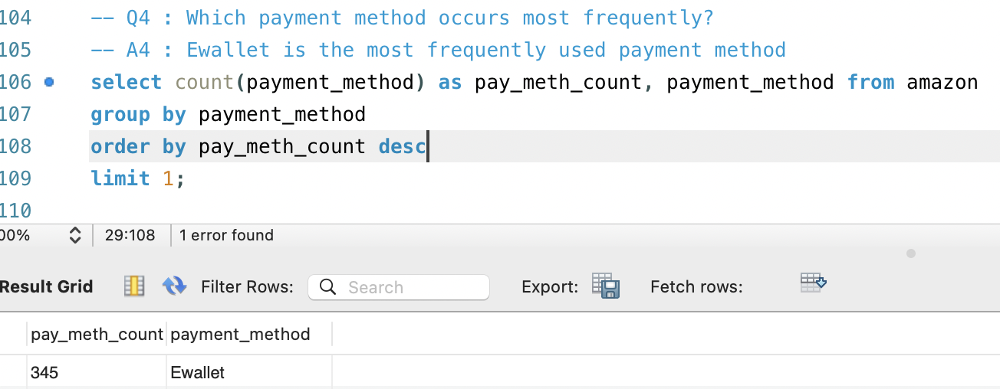 104 -- Q4 : Which payment method occurs most frequently?
105 -- A4 : Ewallet is the most frequently used payment method
106 select count(payment_method) as pay_meth_count, payment_method from amazon
107 group by payment_method
108 order by pay_meth_count desc
109 limit 1;
110
00% 29:108 1 error found
Result Grid Filter Rows: Search Export: Fetch rows:
pay_meth_count payment_method
345 Ewallet